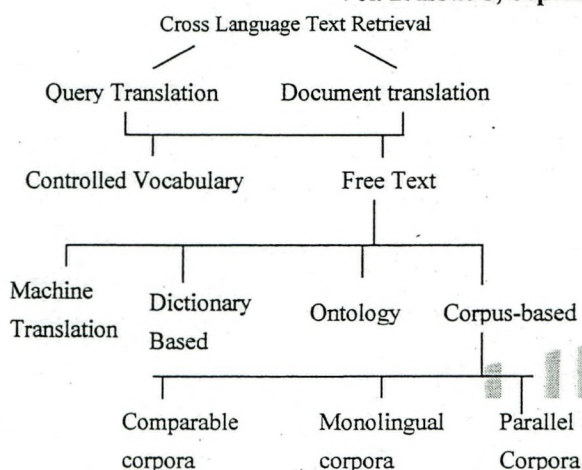 Cross Language Text Retrieval
Query Translation Document translation
Controlled Vocabulary Free Text
Machine Translation
Dictionary Based
Ontology
Corpus-based
Comparable corpora
Monolingual corpora
Parallel Corpora